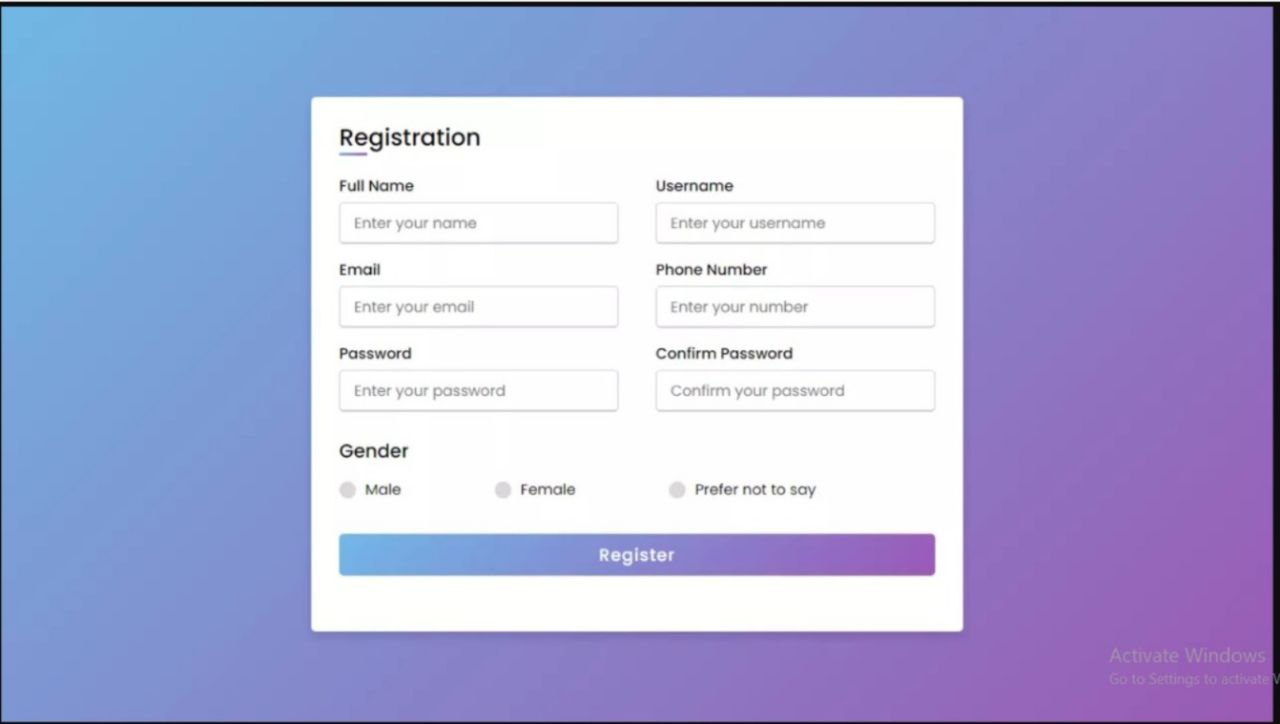 Registration
Full Name
Username
Enter your name
Enter your username
Email
Phone Number
Enter your email
Enter your number
Password
Confirm Password
Enter your password
Confirm your password
Gender
Male
Female
Prefer not to say
Register
Activate Windows
Go to Settings to activate